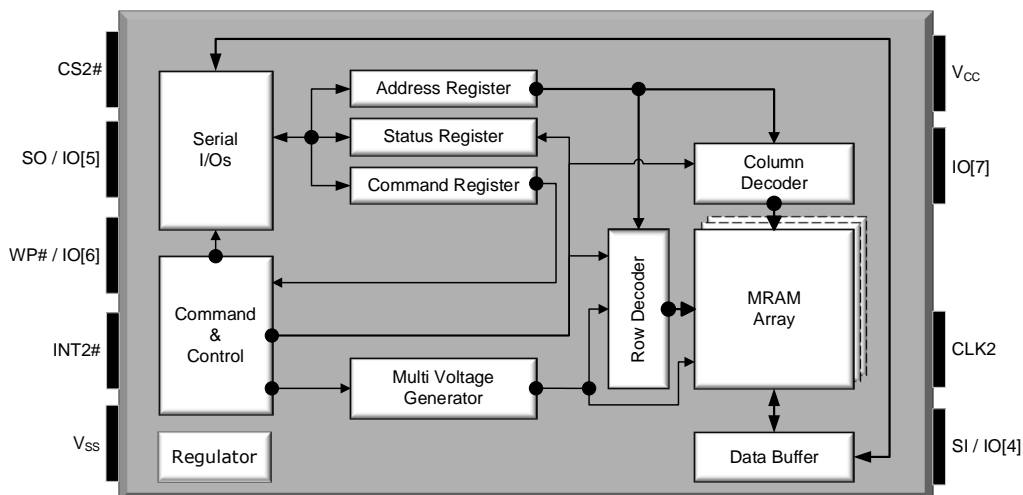 CS2#
SO / IO[5]
WP# / IO[6]
INT2#
VSS
Serial
I/Os
Command
&
Control
Regulator
Address Register
Status Register
Command Register
Multi Voltage
Generator
Row Decoder
Column
Decoder
MRAM
Array
Data Buffer
VCC
IO[7]
CLK2
SI / IO[4]